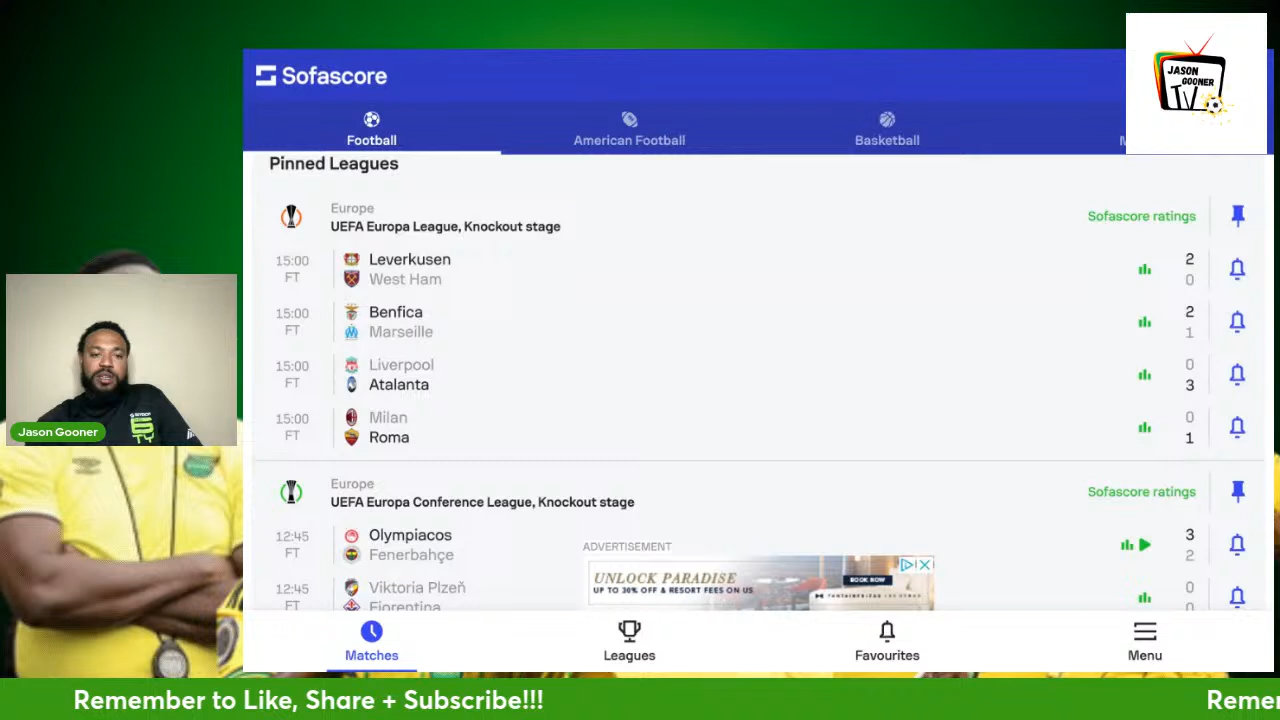 Sofascore
JASON
GOONER
TV
Football
American Football
Basketball
Pinned Leagues
Europe
UEFA Europa League, Knockout stage
Sofascore ratings
15:00
FT
Leverkusen
West Ham
2
0
15:00
FT
Benfica
Marseille
2
1
15:00
FT
Liverpool
Atalanta
0
3
15:00
FT
Milan
Roma
0
1
Jason Gooner
Europe
UEFA Europa Conference League, Knockout stage
Sofascore ratings
12:45
FT
Olympiacos
Fenerbahçe
3
2
ADVERTISEMENT
UNLOCK PARADISE
UP TO 30% OFF & RESORT FEES ON US
BOOK NOW
12:45
FT
Viktoria Plzeň
Fiorentina
0
0
Matches
Leagues
Favourites
Menu
Remember to Like, Share + Subscribe!!!